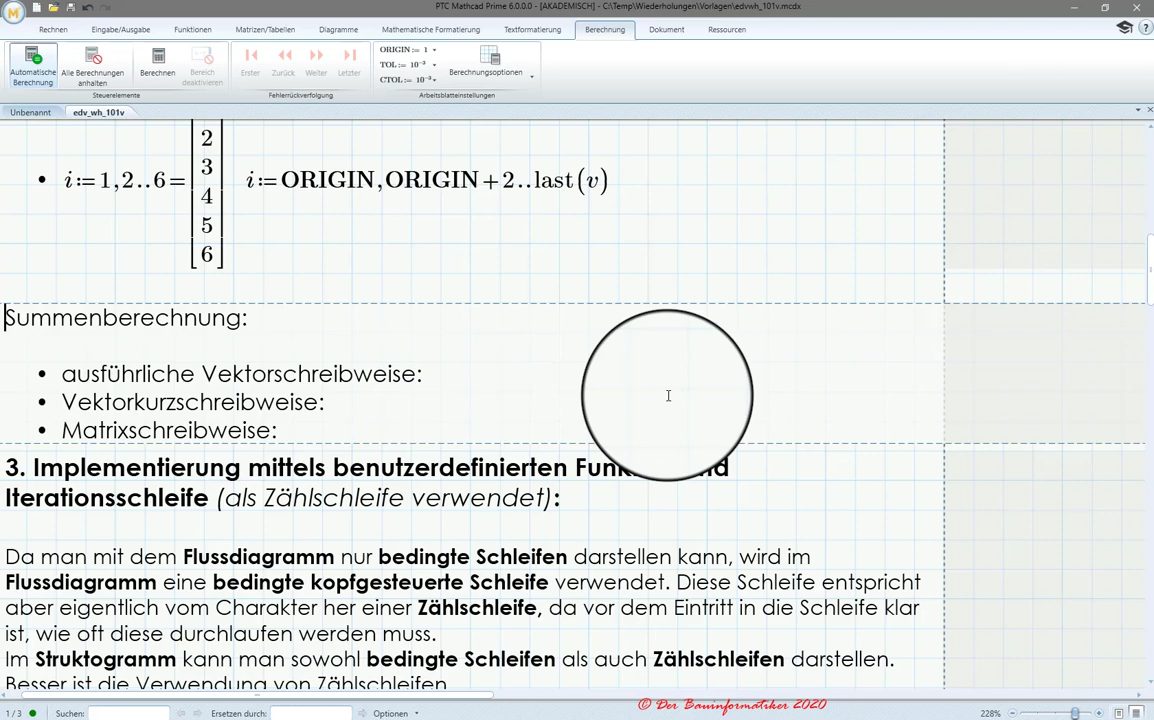 PTC Mathcad Prime 6.0.0.0 - [AKADEMISCH] - C:\Temp\Wiederholungen\Vorlagen\edvwh_101v.mcdx
Rechnen Eingabe/Ausgabe Funktionen Matrizen/Tabellen Diagramme Mathematische Formatierung Textformatierung Berechnung Dokument Ressourcen
Automatische Berechnung
Alle Berechnungen anhalten
Berechnen
Bereich deaktivieren
Erster Zurück Weiter Letzter
ORIGIN := 1
TOL := 10⁻³
CTOL := 10⁻³
Berechnungsoptionen
Steuerelemente Fehlerrückverfolgung Arbeitsblatteinstellungen
Unbenannt edv_wh_101v
2
3
• i:=1,2..6= i:=ORIGIN,ORIGIN+2..last(v)
4
5
6
Summenberechnung:
• ausführliche Vektorschreibweise:
• Vektorkurzschreibweise:
• Matrixschreibweise:
3. Implementierung mittels benutzerdefinierten
Iterationsschleife (als Zählschleife verwendet):
Da man mit dem Flussdiagramm nur bedingte Schleifen darstellen kann, wird im
Flussdiagramm eine bedingte kopfgesteuerte Schleife verwendet. Diese Schleife entspricht
aber eigentlich vom Charakter her einer Zählschleife, da vor dem Eintritt in die Schleife klar
ist, wie oft diese durchlaufen werden muss.
Im Struktogramm kann man sowohl bedingte Schleifen als auch Zählschleifen darstellen.
Besser ist die Verwendung von Zählschleifen
© Der Bauinformatiker 2020
1 / 3 Suchen: Ersetzen durch: Optionen 228%